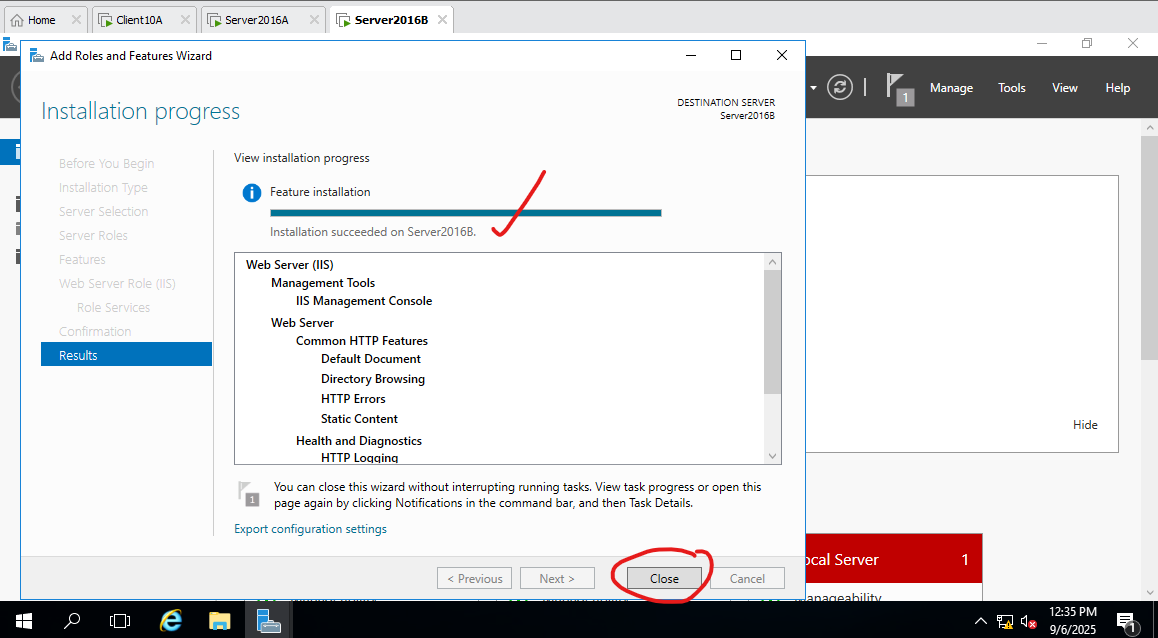 Home
Client10A
Server2016A
Server2016B
Add Roles and Features Wizard
1
Manage
Tools
View
Help
Installation progress
DESTINATION SERVER
Server2016B
Before You Begin
Installation Type
Server Selection
Server Roles
Features
Web Server Role (IIS)
Role Services
Confirmation
Results
View installation progress
Feature installation
Installation succeeded on Server2016B.
Web Server (IIS)
Management Tools
IIS Management Console
Web Server
Common HTTP Features
Default Document
Directory Browsing
HTTP Errors
Static Content
Health and Diagnostics
HTTP Logging
Hide
1
You can close this wizard without interrupting running tasks. View task progress or open this
page again by clicking Notifications in the command bar, and then Task Details.
Export configuration settings
< Previous
Next >
Close
Cancel
ocal Server
1
anageability
12:35 PM
9/6/2025
1